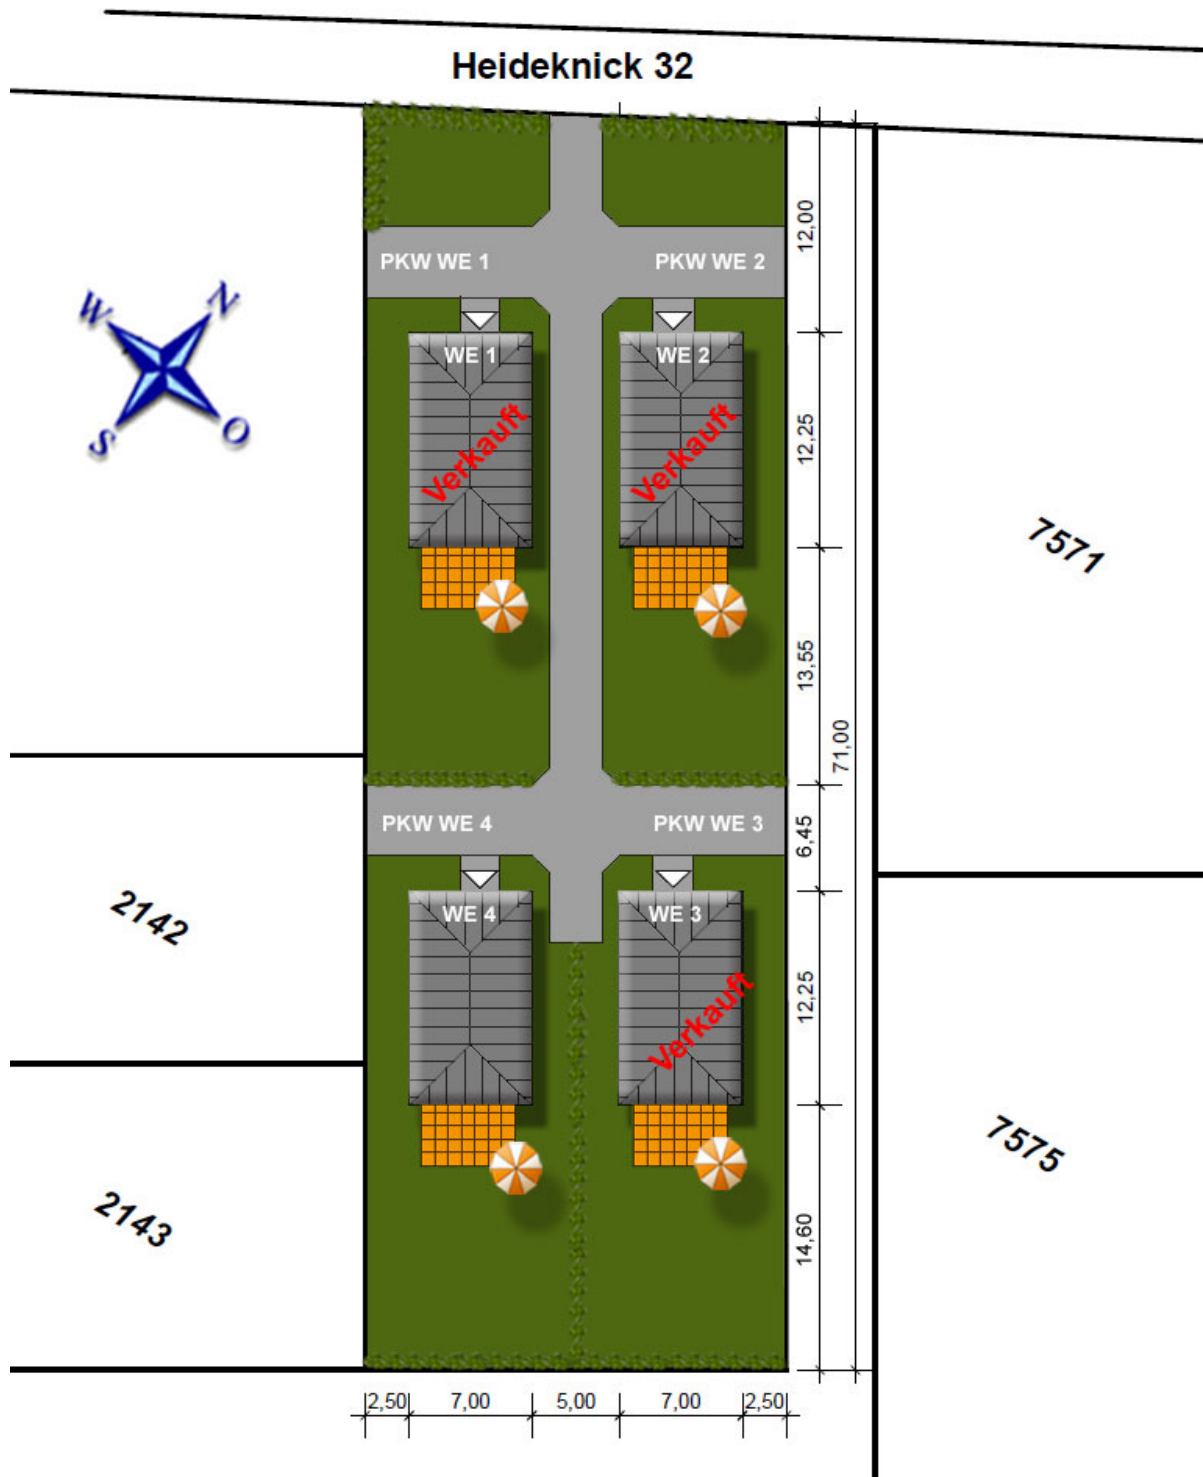 Heideknick 32
PKW WE 1
PKW WE 2
12,00
W
N
S
O
WE 1
WE 2
Verkauft
Verkauft
12,25
7571
13,55
71,00
PKW WE 4
PKW WE 3
6,45
2142
WE 4
WE 3
Verkauft
12,25
7575
2143
14,60
2,50
7,00
5,00
7,00
2,50